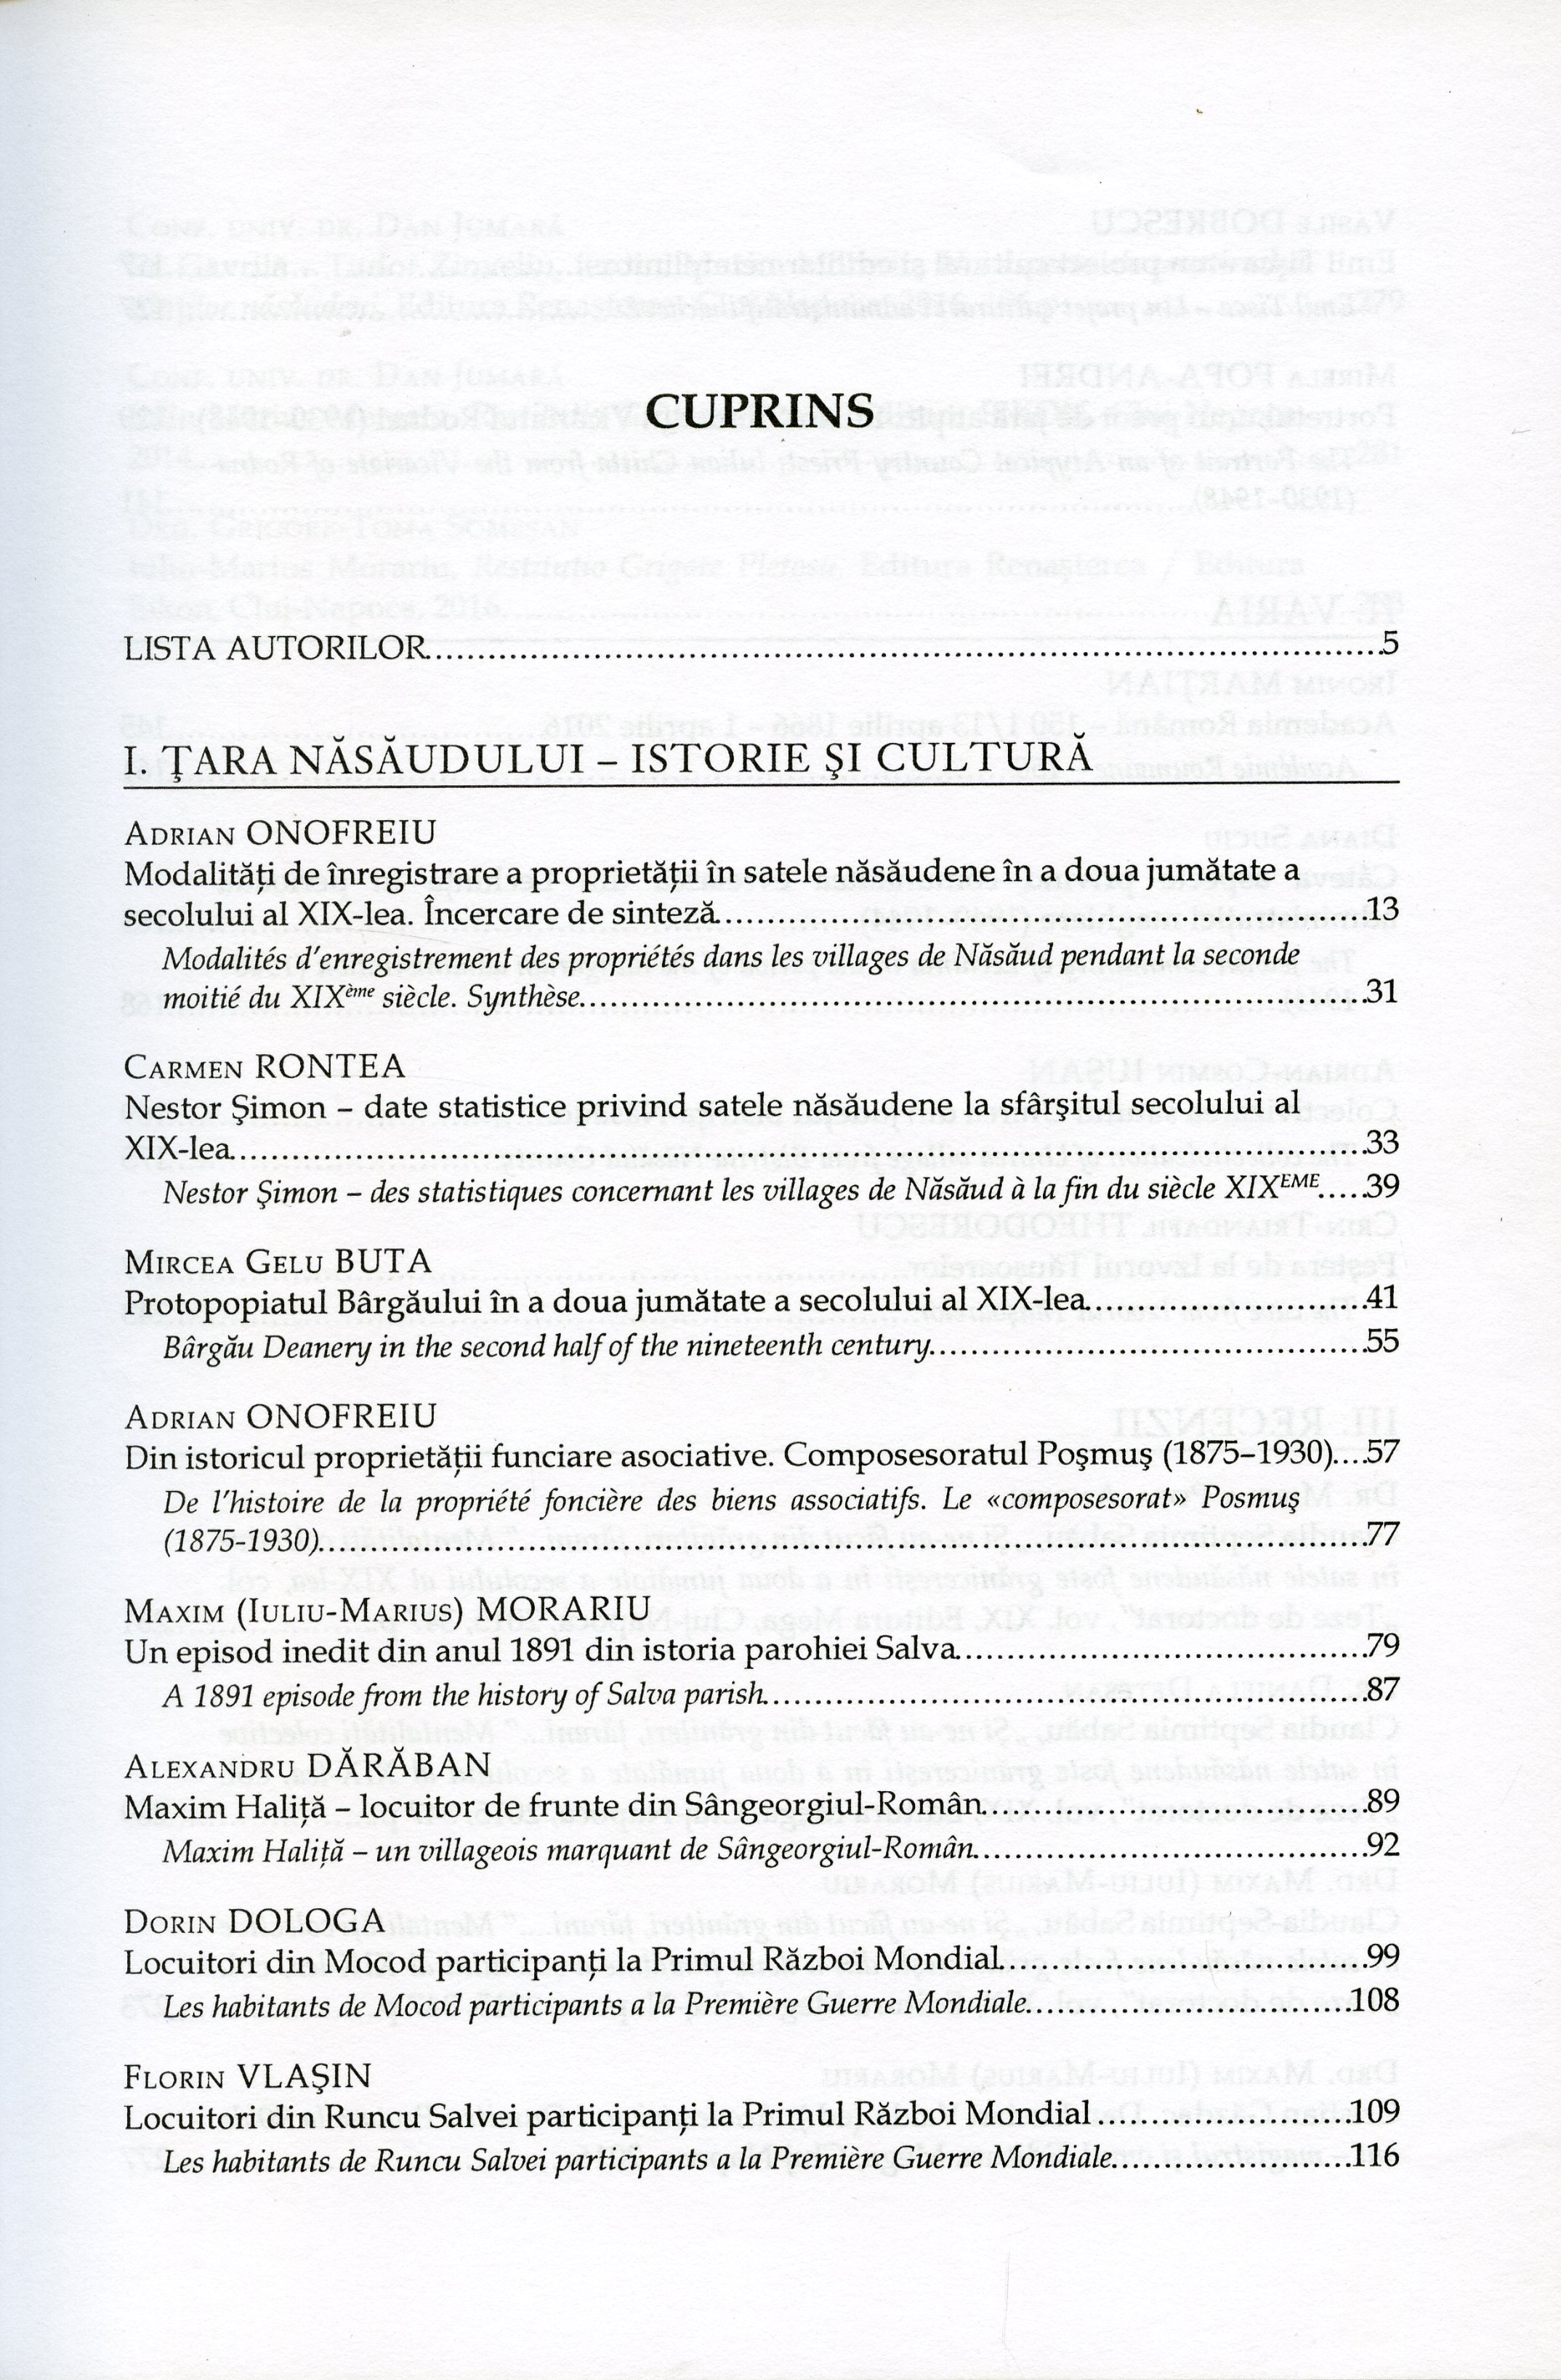 CUPRINS
LISTA AUTORILOR.....5
I. ŢARA NĂSĂUDULUI – ISTORIE ŞI CULTURĂ
ADRIAN ONOFREIU
Modalităţi de înregistrare a proprietăţii în satele năsăudene în a doua jumătate a
secolului al XIX-lea. Încercare de sinteză.....13
Modalités d'enregistrement des propriétés dans les villages de Năsăud pendant la seconde
moitié du XIXème siècle. Synthèse.....31
CARMEN RONTEA
Nestor Şimon – date statistice privind satele năsăudene la sfârşitul secolului al
XIX-lea.....33
Nestor Şimon – des statistiques concernant les villages de Năsăud à la fin du siècle XIXEME.....39
MIRCEA GELU BUTA
Protopopiatul Bârgăului în a doua jumătate a secolului al XIX-lea.....41
Bârgău Deanery in the second half of the nineteenth century.....55
ADRIAN ONOFREIU
Din istoricul proprietăţii funciare asociative. Composesoratul Poşmuş (1875–1930)....57
De l'histoire de la propriété foncière des biens associatifs. Le «composesorat» Posmuş
(1875-1930).....77
MAXIM (IULIU-MARIUS) MORARIU
Un episod inedit din anul 1891 din istoria parohiei Salva.....79
A 1891 episode from the history of Salva parish.....87
ALEXANDRU DĂRĂBAN
Maxim Haliţă – locuitor de frunte din Sângeorgiul-Român.....89
Maxim Haliţă – un villageois marquant de Sângeorgiul-Român.....92
DORIN DOLOGA
Locuitori din Mocod participanţi la Primul Război Mondial.....99
Les habitants de Mocod participants a la Première Guerre Mondiale.....108
FLORIN VLAŞIN
Locuitori din Runcu Salvei participanţi la Primul Război Mondial.....109
Les habitants de Runcu Salvei participants a la Première Guerre Mondiale.....116